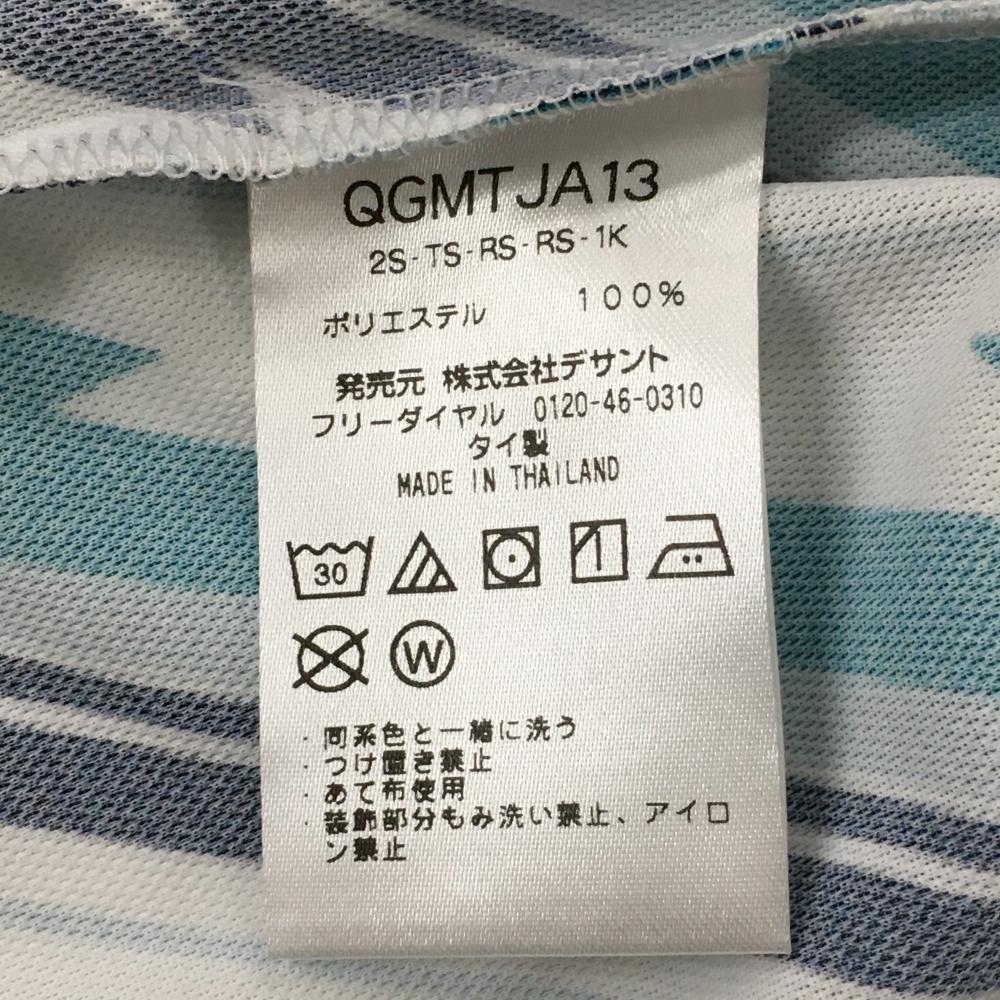 QGMTJA13
2S-TS-RS-RS-1K
ポリエステル 100%
発売元 株式会社デサント
フリーダイヤル 0120-46-0310
タイ製
MADE IN THAILAND
30
W
・同系色と一緒に洗う
・つけ置き禁止
・あて布使用
・装飾部分もみ洗い禁止、アイロ
ン禁止